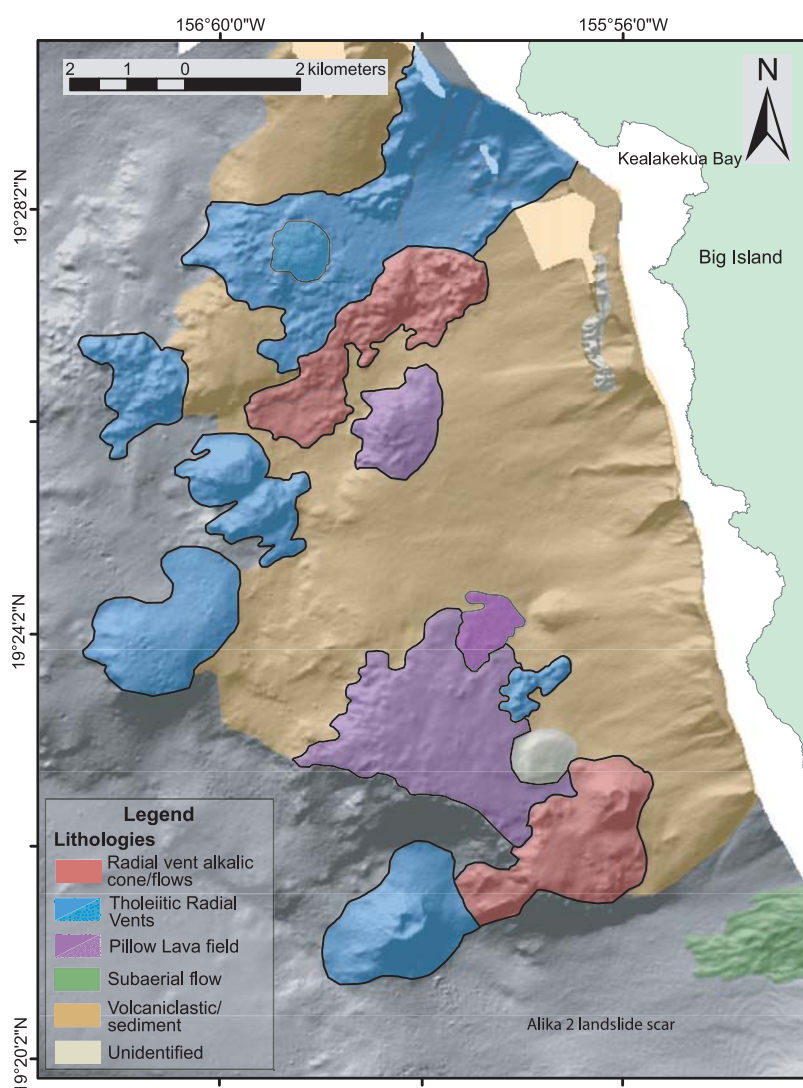 156°60'0"W
155°56'0"W
2
1
0
2 kilometers
N
Kealakekua Bay
19°28'2"N
Big Island
19°24'2"N
Legend
Lithologies
Radial vent alkalic
cone/flows
Tholeiitic Radial
Vents
Pillow Lava field
Subaerial flow
Volcaniclastic/
sediment
Unidentified
Alika 2 landslide scar
19°20'2"N